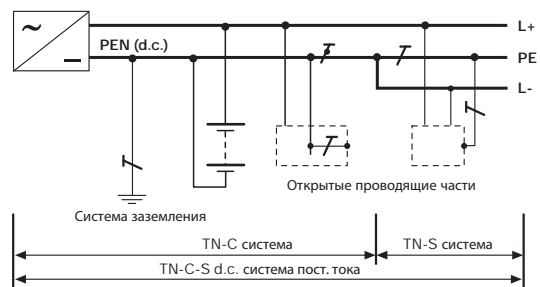 L+
PEN (d.c.)
PE
L-
Открытые проводящие части
Система заземления
TN-C система
TN-S система
TN-C-S d.c. система пост. тока